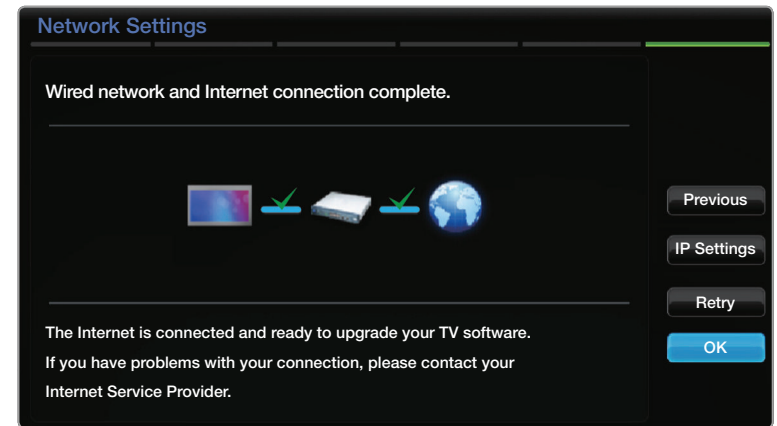 Network Settings
Wired network and Internet connection complete.
Previous
IP Settings
Retry
OK
The Internet is connected and ready to upgrade your TV software.
If you have problems with your connection, please contact your
Internet Service Provider.